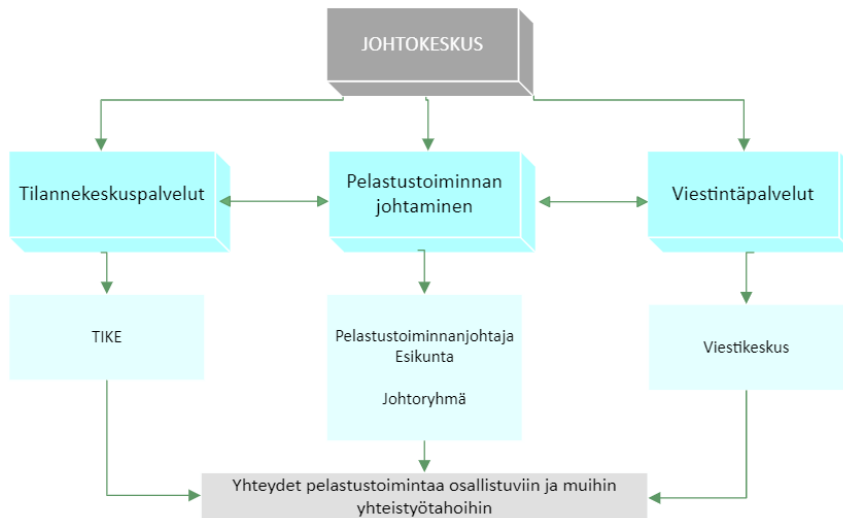 JOHTOKESKUS
Tilannekeskuspalvelut
Pelastustoiminnan
johtaminen
Viestintäpalvelut
TIKE
Pelastustoiminnanjohtaja
Esikunta
Johtoryhmä
Viestikeskus
Yhteydet pelastustoimintaa osallistuviin ja muihin
yhteistyötahoihin